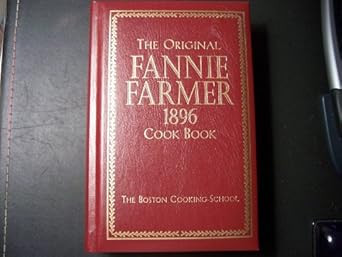 The Original
Fannie
Farmer
1896
Cook Book
The Boston Cooking School